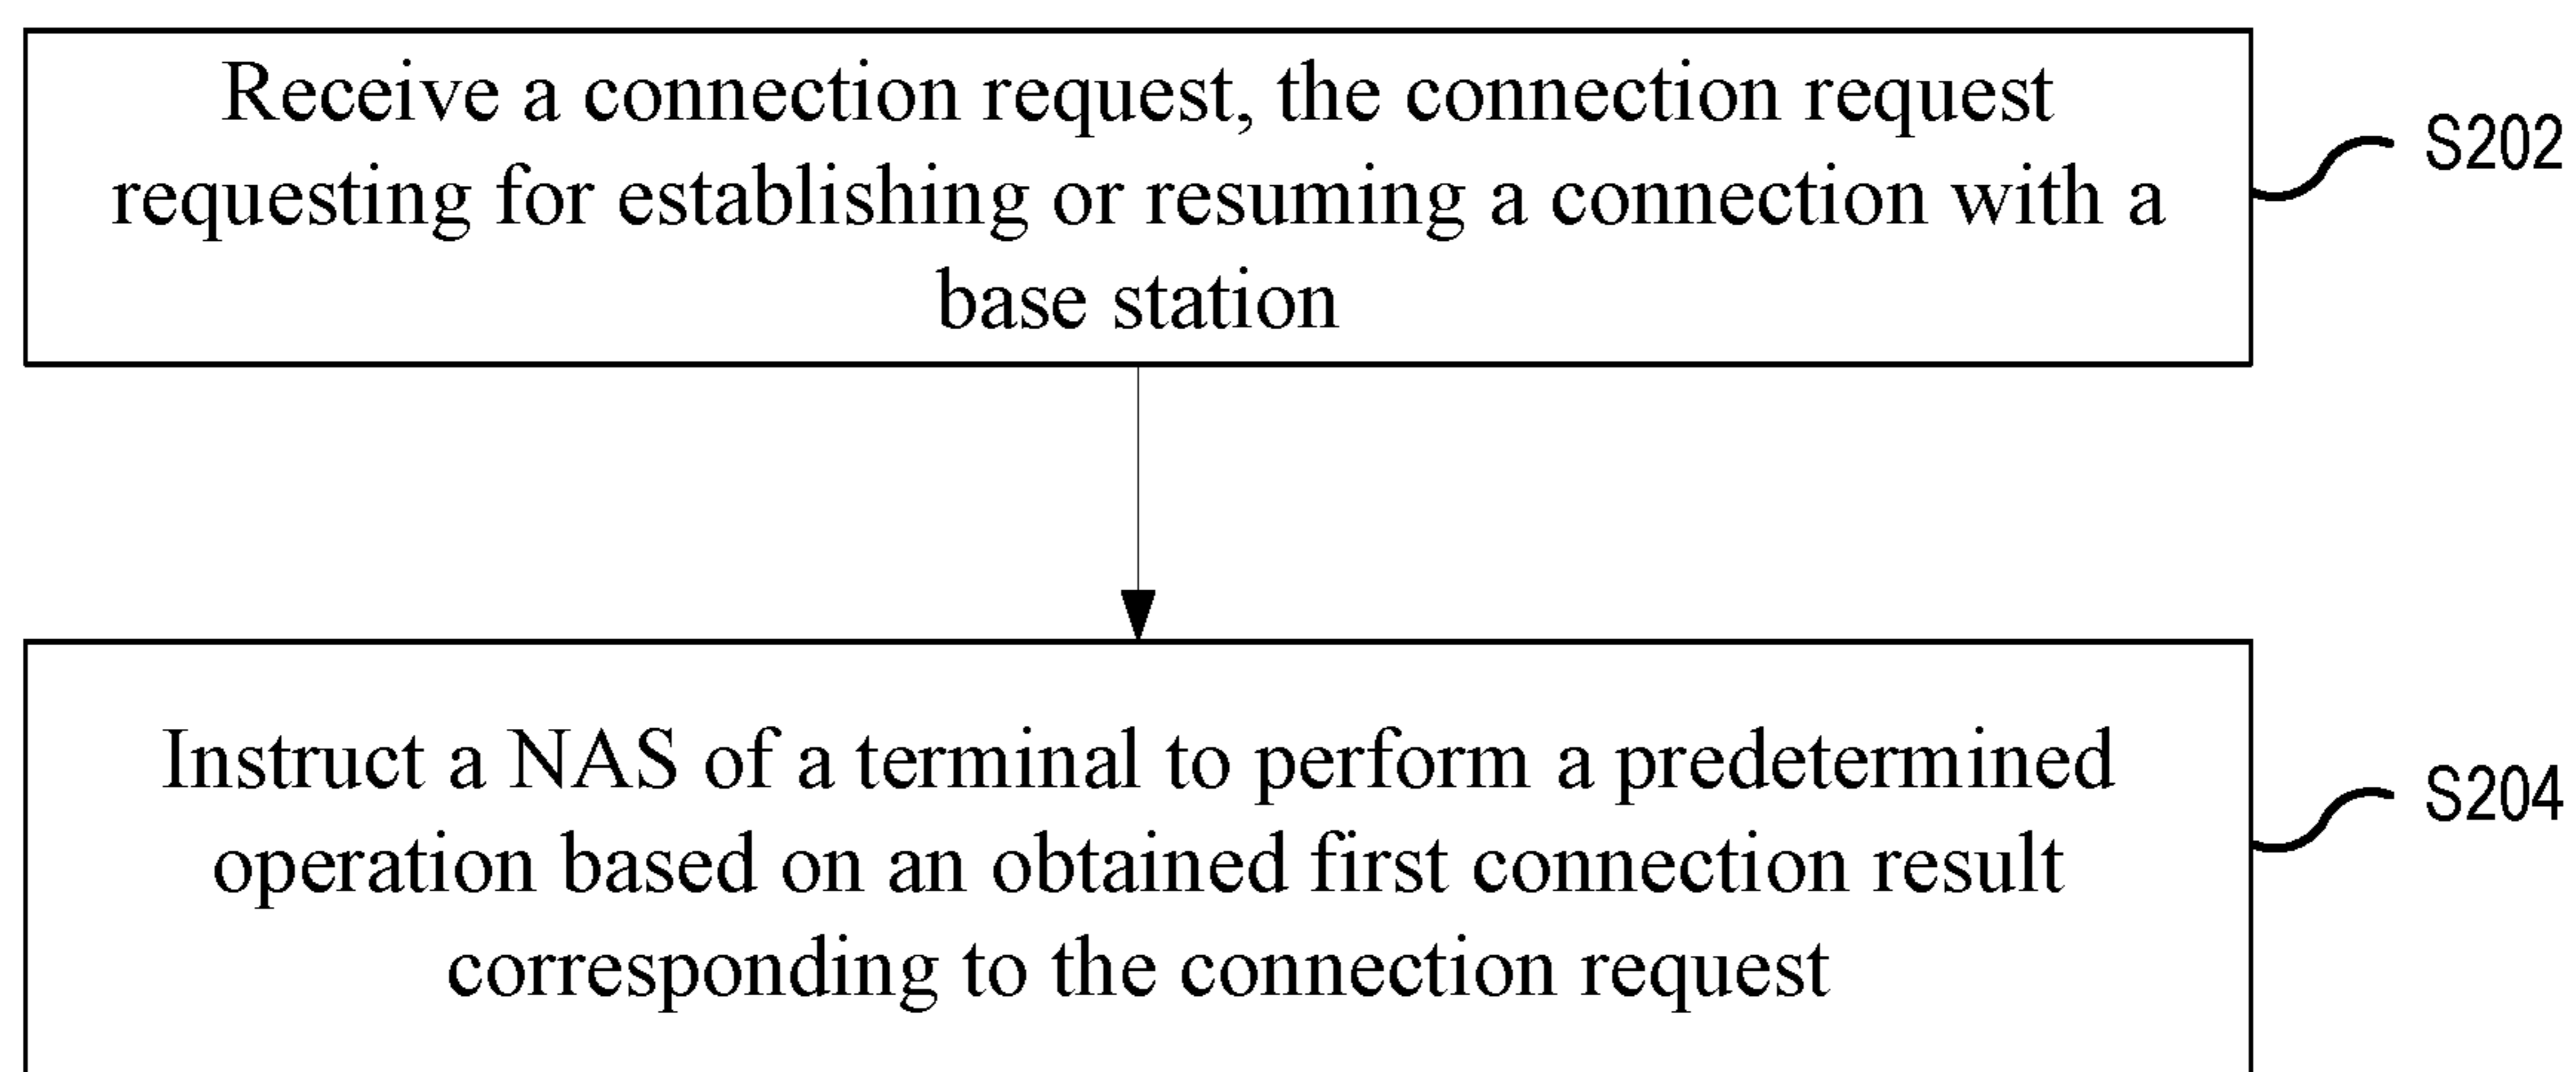 Receive a connection request, the connection request
requesting for establishing or resuming a connection with a
base station
S202
Instruct a NAS of a terminal to perform a predetermined
operation based on an obtained first connection result
corresponding to the connection request
S204